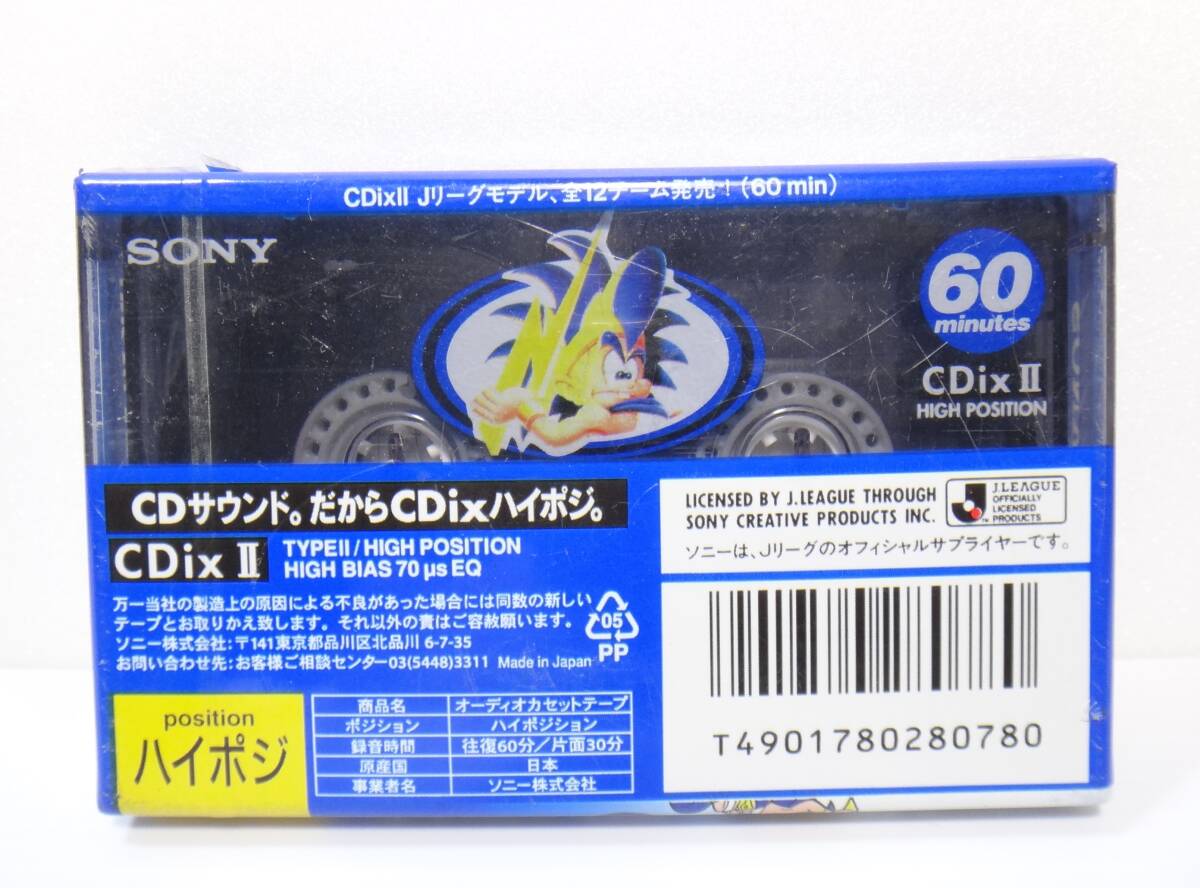 CDixII Jリーグモデル、全12チーム発売！（60 min）
SONY
60
minutes
CDix II
HIGH POSITION
CDサウンド。だからCDixハイポジ。
CDix II
TYPEII/HIGH POSITION
HIGH BIAS 70 μs EQ
万一当社の製造上の原因による不良があった場合には同数の新しい
テープとお取りかえ致します。それ以外の責はご容赦願います。
ソニー株式会社：〒141東京都品川区北品川 6-7-35
お問い合わせ先：お客様ご相談センター03(5448)3311 Made in Japan
05
PP
position
ハイポジ
商品名 オーディオカセットテープ
ポジション ハイポジション
録音時間 往復60分／片面30分
原産国 日本
事業者名 ソニー株式会社
LICENSED BY J.LEAGUE THROUGH
SONY CREATIVE PRODUCTS INC.
J.LEAGUE
OFFICIALLY
LICENSED
PRODUCTS
TM
ソニーは、Jリーグのオフィシャルサプライヤーです。
T4901780280780